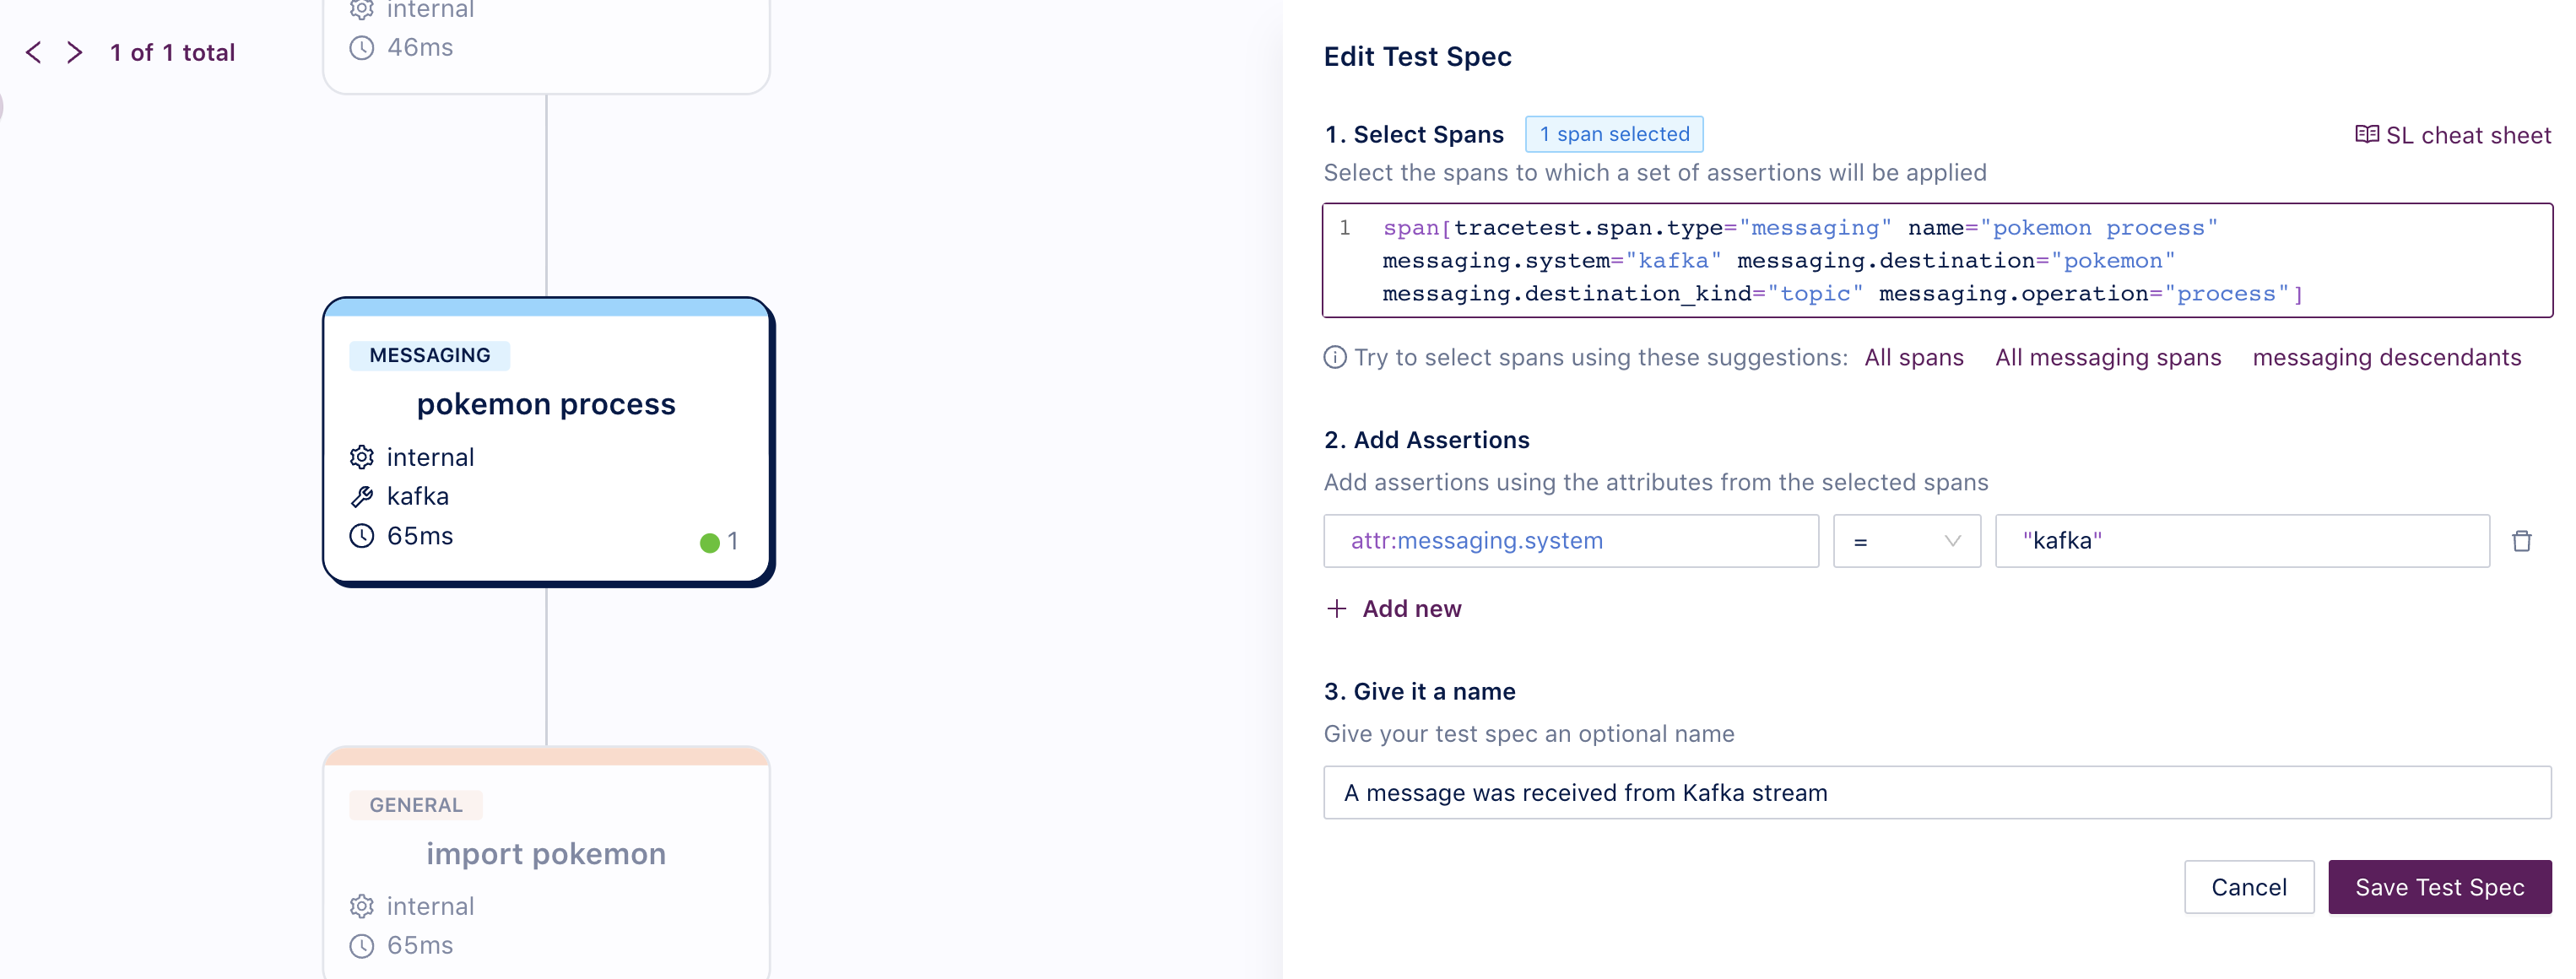 internal
46ms
1 of 1 total
MESSAGING
pokemon process
internal
kafka
65ms
1
GENERAL
import pokemon
internal
65ms
Edit Test Spec
1. Select Spans
1 span selected
SL cheat sheet
Select the spans to which a set of assertions will be applied
1 span[tracetest.span.type="messaging" name="pokemon process"
messaging.system="kafka" messaging.destination="pokemon"
messaging.destination_kind="topic" messaging.operation="process"]
Try to select spans using these suggestions: All spans All messaging spans messaging descendants
2. Add Assertions
Add assertions using the attributes from the selected spans
attr:messaging.system = "kafka"
+ Add new
3. Give it a name
Give your test spec an optional name
A message was received from Kafka stream
Cancel
Save Test Spec